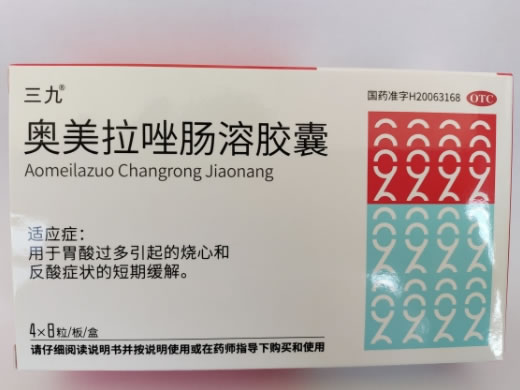 三九®
国药准字H20063168 OTC
奥美拉唑肠溶胶囊
Aomeilazuo Changrong Jiaonang
适应症：
用于胃酸过多引起的烧心和
反酸症状的短期缓解。
4×8粒/板/盒
请仔细阅读说明书并按说明使用或在药师指导下购买和使用